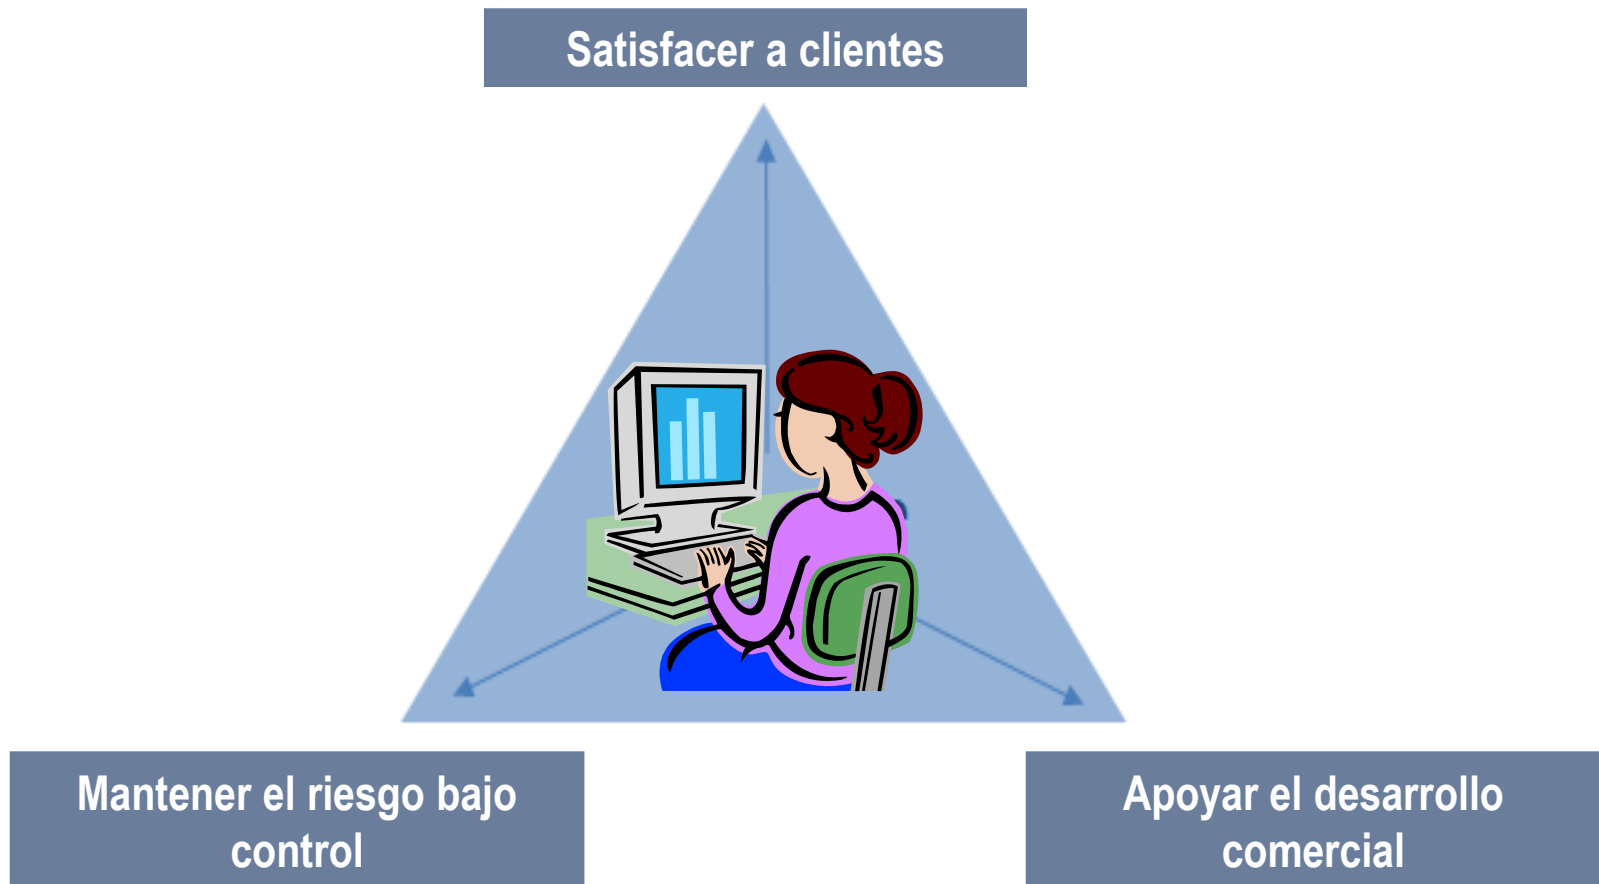 Satisfacer a clientes
Mantener el riesgo bajo
control
Apoyar el desarrollo
comercial